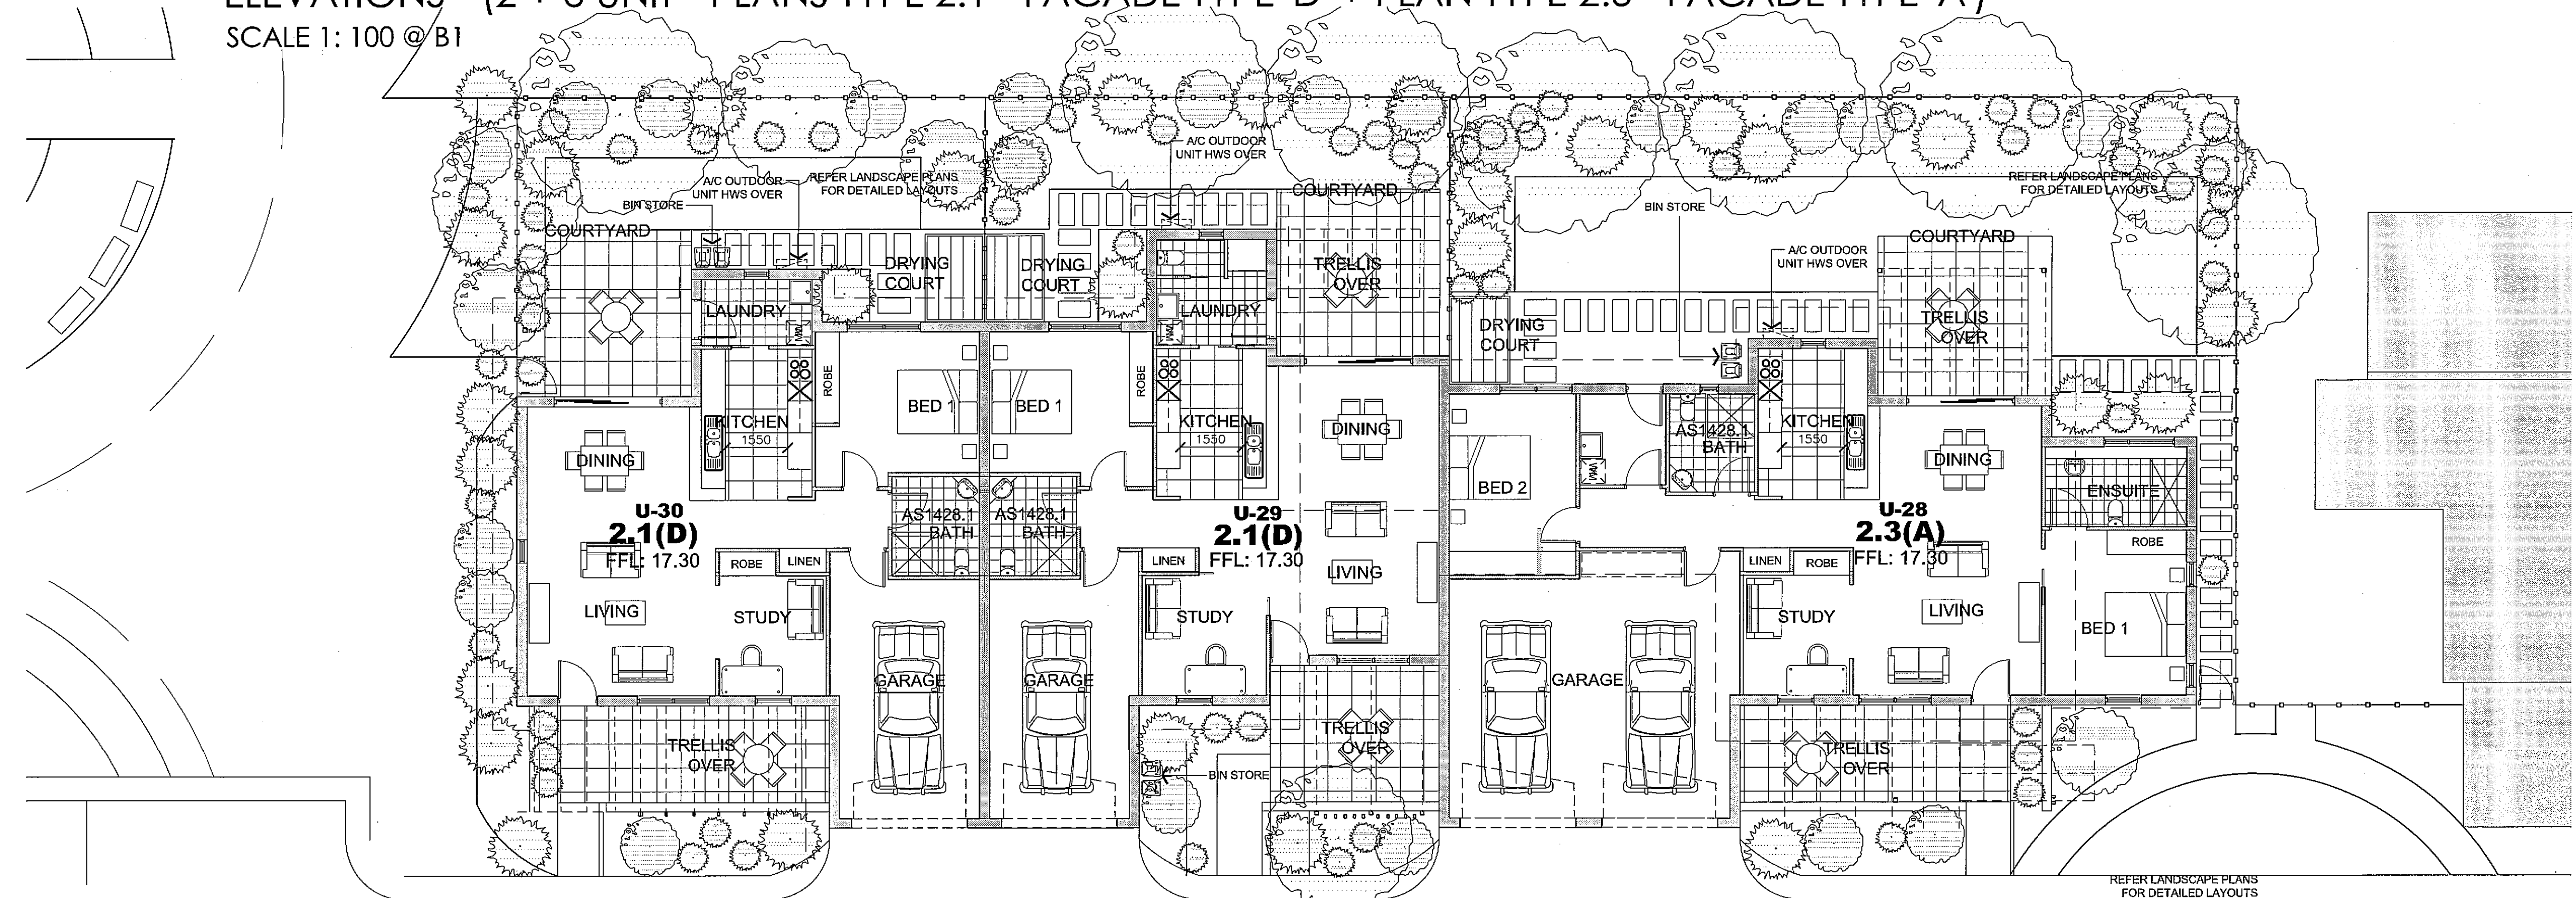 SCALE 1: 100 @ B1
A/C OUTDOOR
UNIT HWS OVER
REFER LANDSCAPE PLANS
FOR DETAILED LAYOUTS
BIN STORE
COURTYARD
DRYING
COURT
LAUNDRY
WM
ROBE
BED 1
KITCHEN
1550
DINING
U-30
2.1(D)
FFL: 17.30
AS1428.1
BATH
ROBE
LINEN
LIVING
STUDY
GARAGE
TRELLIS
OVER
A/C OUTDOOR
UNIT HWS OVER
COURTYARD
TRELLIS
OVER
DRYING
COURT
LAUNDRY
WM
BED 1
ROBE
KITCHEN
1550
DINING
AS1428.1
BATH
U-29
2.1(D)
FFL: 17.30
LINEN
LIVING
STUDY
GARAGE
TRELLIS
OVER
BIN STORE
REFER LANDSCAPE PLANS
FOR DETAILED LAYOUTS
BIN STORE
A/C OUTDOOR
UNIT HWS OVER
COURTYARD
TRELLIS
OVER
DRYING
COURT
WM
AS1428.1
BATH
KITCHEN
1550
DINING
BED 2
ENSUITE
U-28
2.3(A)
FFL: 17.30
ROBE
LINEN
ROBE
STUDY
LIVING
BED 1
GARAGE
TRELLIS
OVER
REFER LANDSCAPE PLANS
FOR DETAILED LAYOUTS